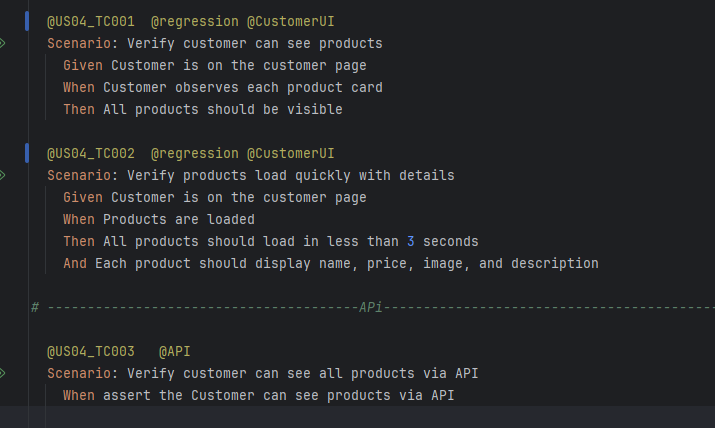 @US04_TC001  @regression @CustomerUI
Scenario: Verify customer can see products
Given Customer is on the customer page
When Customer observes each product card
Then All products should be visible
@US04_TC002  @regression @CustomerUI
Scenario: Verify products load quickly with details
Given Customer is on the customer page
When Products are loaded
Then All products should load in less than 3 seconds
And Each product should display name, price, image, and description
# ---------------------------------------APi------------------------------------------
@US04_TC003   @API
Scenario: Verify customer can see all products via API
When assert the Customer can see products via API